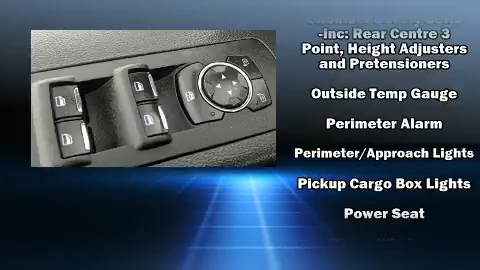 -inc: Rear Centre 3
Point, Height Adjusters
and Pretensioners
Outside Temp Gauge
Perimeter Alarm
Perimeter/Approach Lights
Pickup Cargo Box Lights
Power Seat